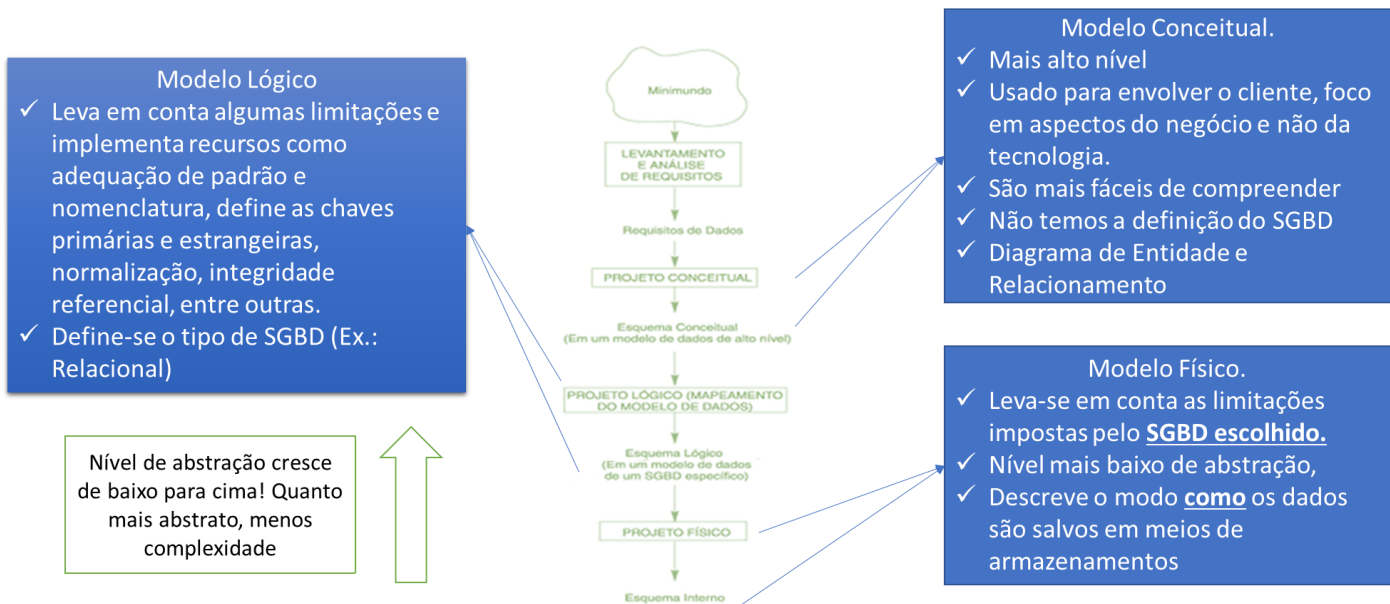 Modelo Lógico
✓ Leva em conta algumas limitações e
implementa recursos como
adequação de padrão e
nomenclatura, define as chaves
primárias e estrangeiras,
normalização, integridade
referencial, entre outras.
✓ Define-se o tipo de SGBD (Ex.:
Relacional)
Nível de abstração cresce
de baixo para cima! Quanto
mais abstrato, menos
complexidade
Minimundo
LEVANTAMENTO
E ANÁLISE
DE REQUISITOS
Requisitos de Dados
PROJETO CONCEITUAL
Esquema Conceitual
(Em um modelo de dados de alto nível)
PROJETO LÓGICO (MAPEAMENTO
DO MODELO DE DADOS)
Esquema Lógico
(Em um modelo de dados
de um SGBD específico)
PROJETO FÍSICO
Esquema Interno
Modelo Conceitual.
✓ Mais alto nível
✓ Usado para envolver o cliente, foco
em aspectos do negócio e não da
tecnologia.
✓ São mais fáceis de compreender
✓ Não temos a definição do SGBD
✓ Diagrama de Entidade e
Relacionamento
Modelo Físico.
✓ Leva-se em conta as limitações
impostas pelo SGBD escolhido.
✓ Nível mais baixo de abstração,
✓ Descreve o modo como os dados
são salvos em meios de
armazenamentos